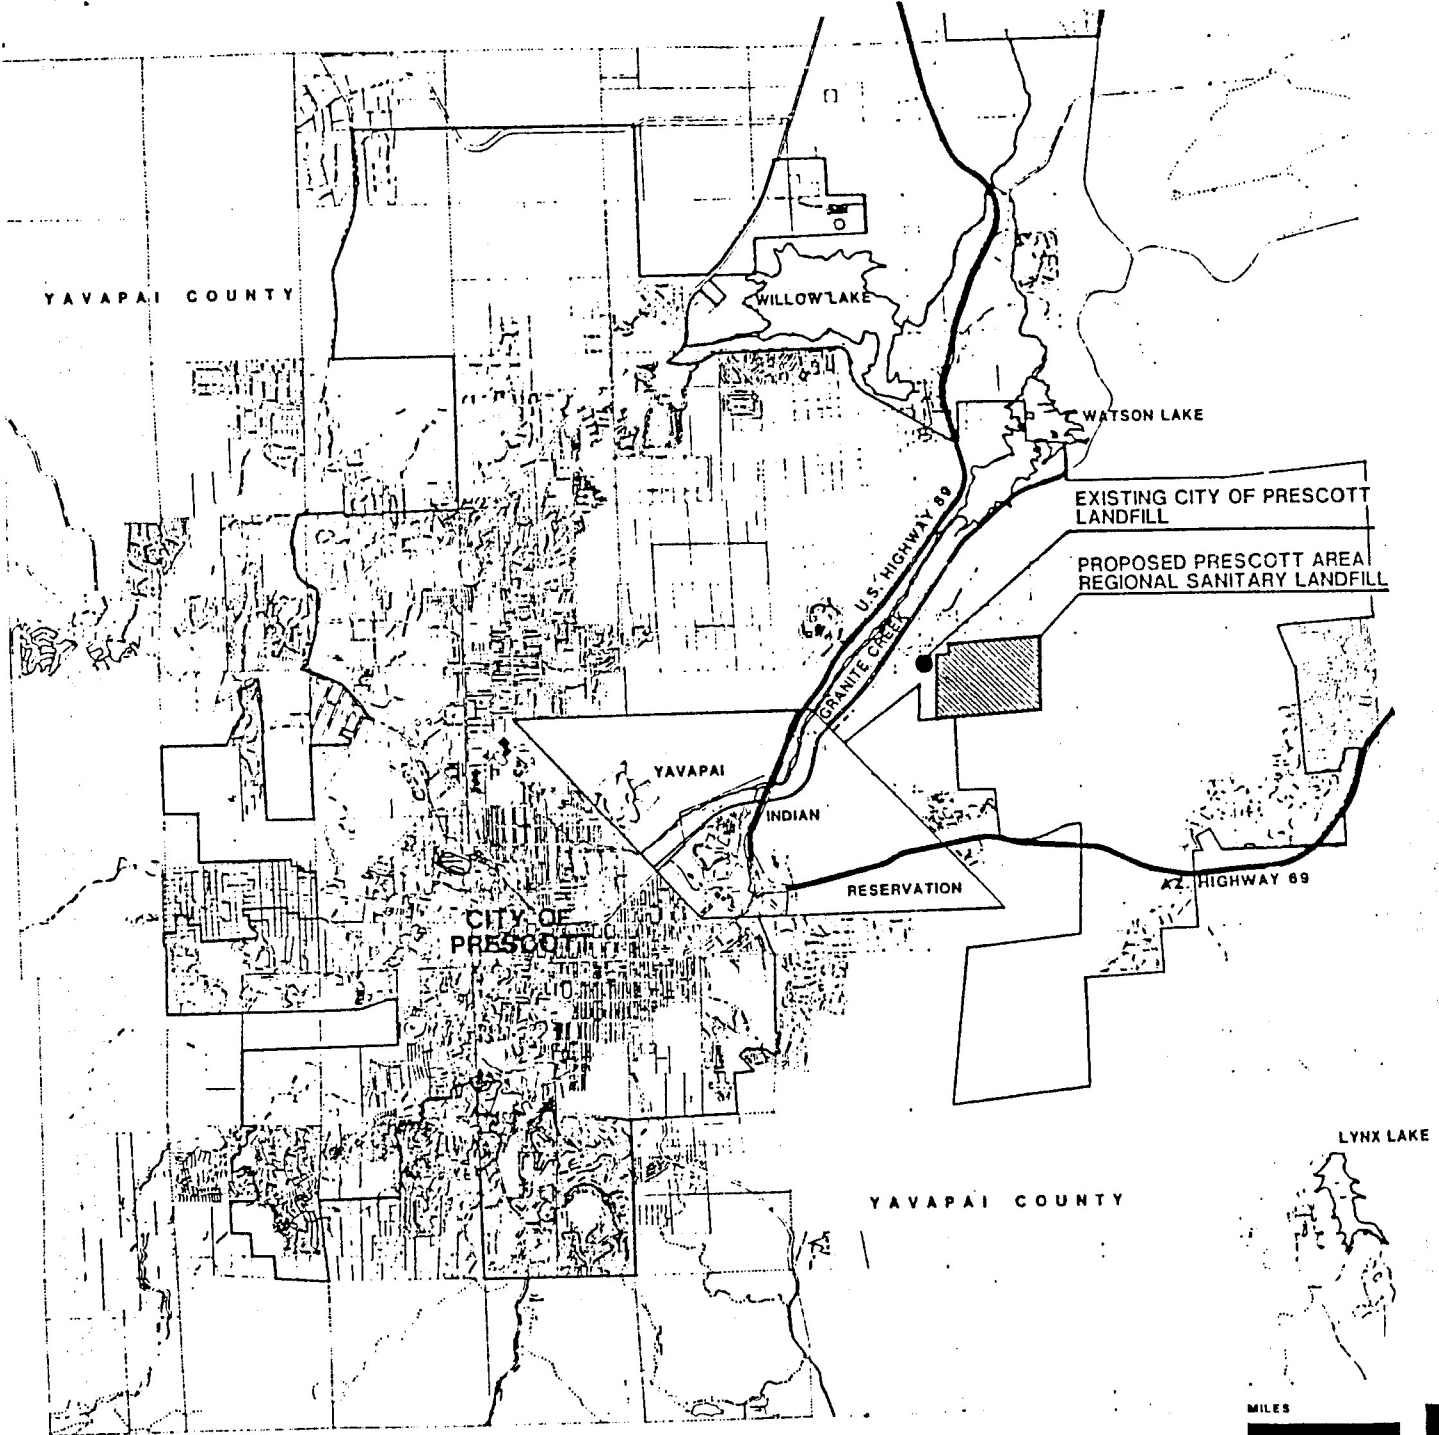 YAVAPAI COUNTY
WILLOW LAKE
WATSON LAKE
EXISTING CITY OF PRESCOTT
LANDFILL
U.S. HIGHWAY 89
PROPOSED PRESCOTT AREA
REGIONAL SANITARY LANDFILL
GRANITE CREEK
YAVAPAI
INDIAN
RESERVATION
AZ. HIGHWAY 69
CITY OF
PRESCOTT
LYNX LAKE
YAVAPAI COUNTY
MILES